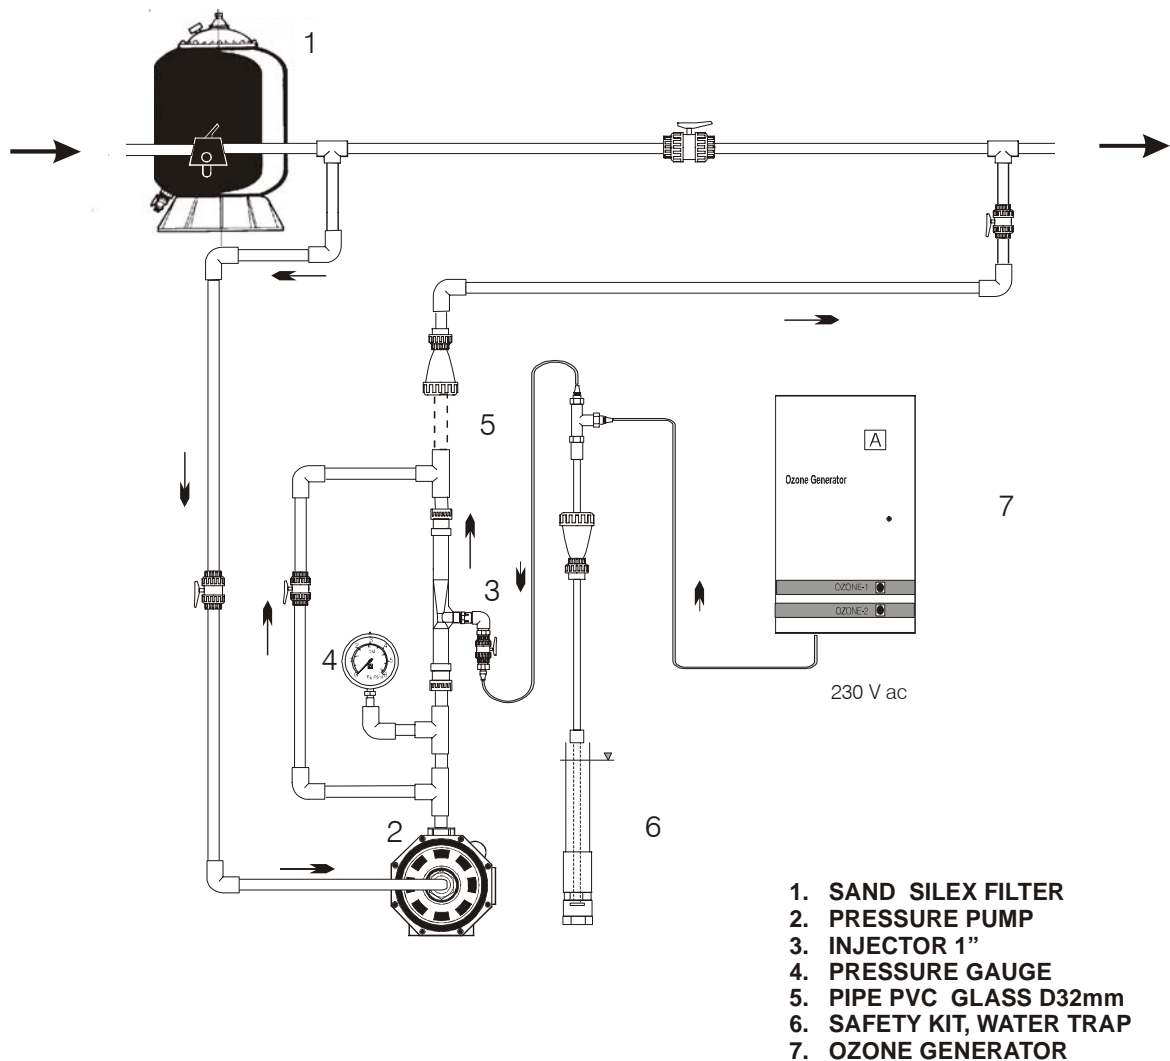 1
5
A
Ozone Generator
7
3
OZONE-1
OZONE-2
4
230 V ac
2
6
1. SAND SILEX FILTER
2. PRESSURE PUMP
3. INJECTOR 1”
4. PRESSURE GAUGE
5. PIPE PVC GLASS D32mm
6. SAFETY KIT, WATER TRAP
7. OZONE GENERATOR